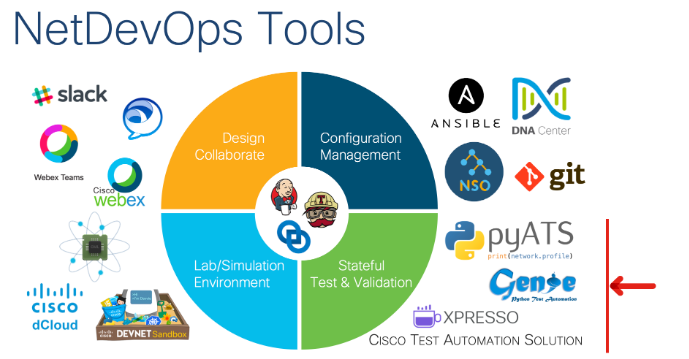 NetDevOps Tools
slack
Webex Teams
Cisco
webex
Design
Collaborate
Configuration
Management
ANSIBLE
DNA Center
NSO
git
T
Lab/Simulation
Environment
Stateful
Test & Validation
CISCO
dCloud
DEVNET Sandbox
pyATS
print(network.profile)
Genie
Python Test Automation
XPRESSO
CISCO TEST AUTOMATION SOLUTION